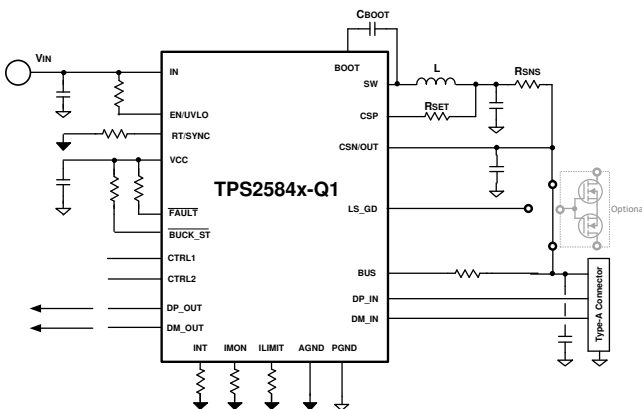 CBOOT
VIN
BOOT
IN
SW
L
RSNS
EN/UVLO
CSP
RSET
RT/SYNC
VCC
CSN/OUT
TPS2584x-Q1
FAULT
LS_GD
Optional
BUCK_ST
CTRL1
CTRL2
BUS
DP_OUT
DP_IN
DM_OUT
DM_IN
Type-A Connector
INT
IMON
ILIMIT
AGND
PGND